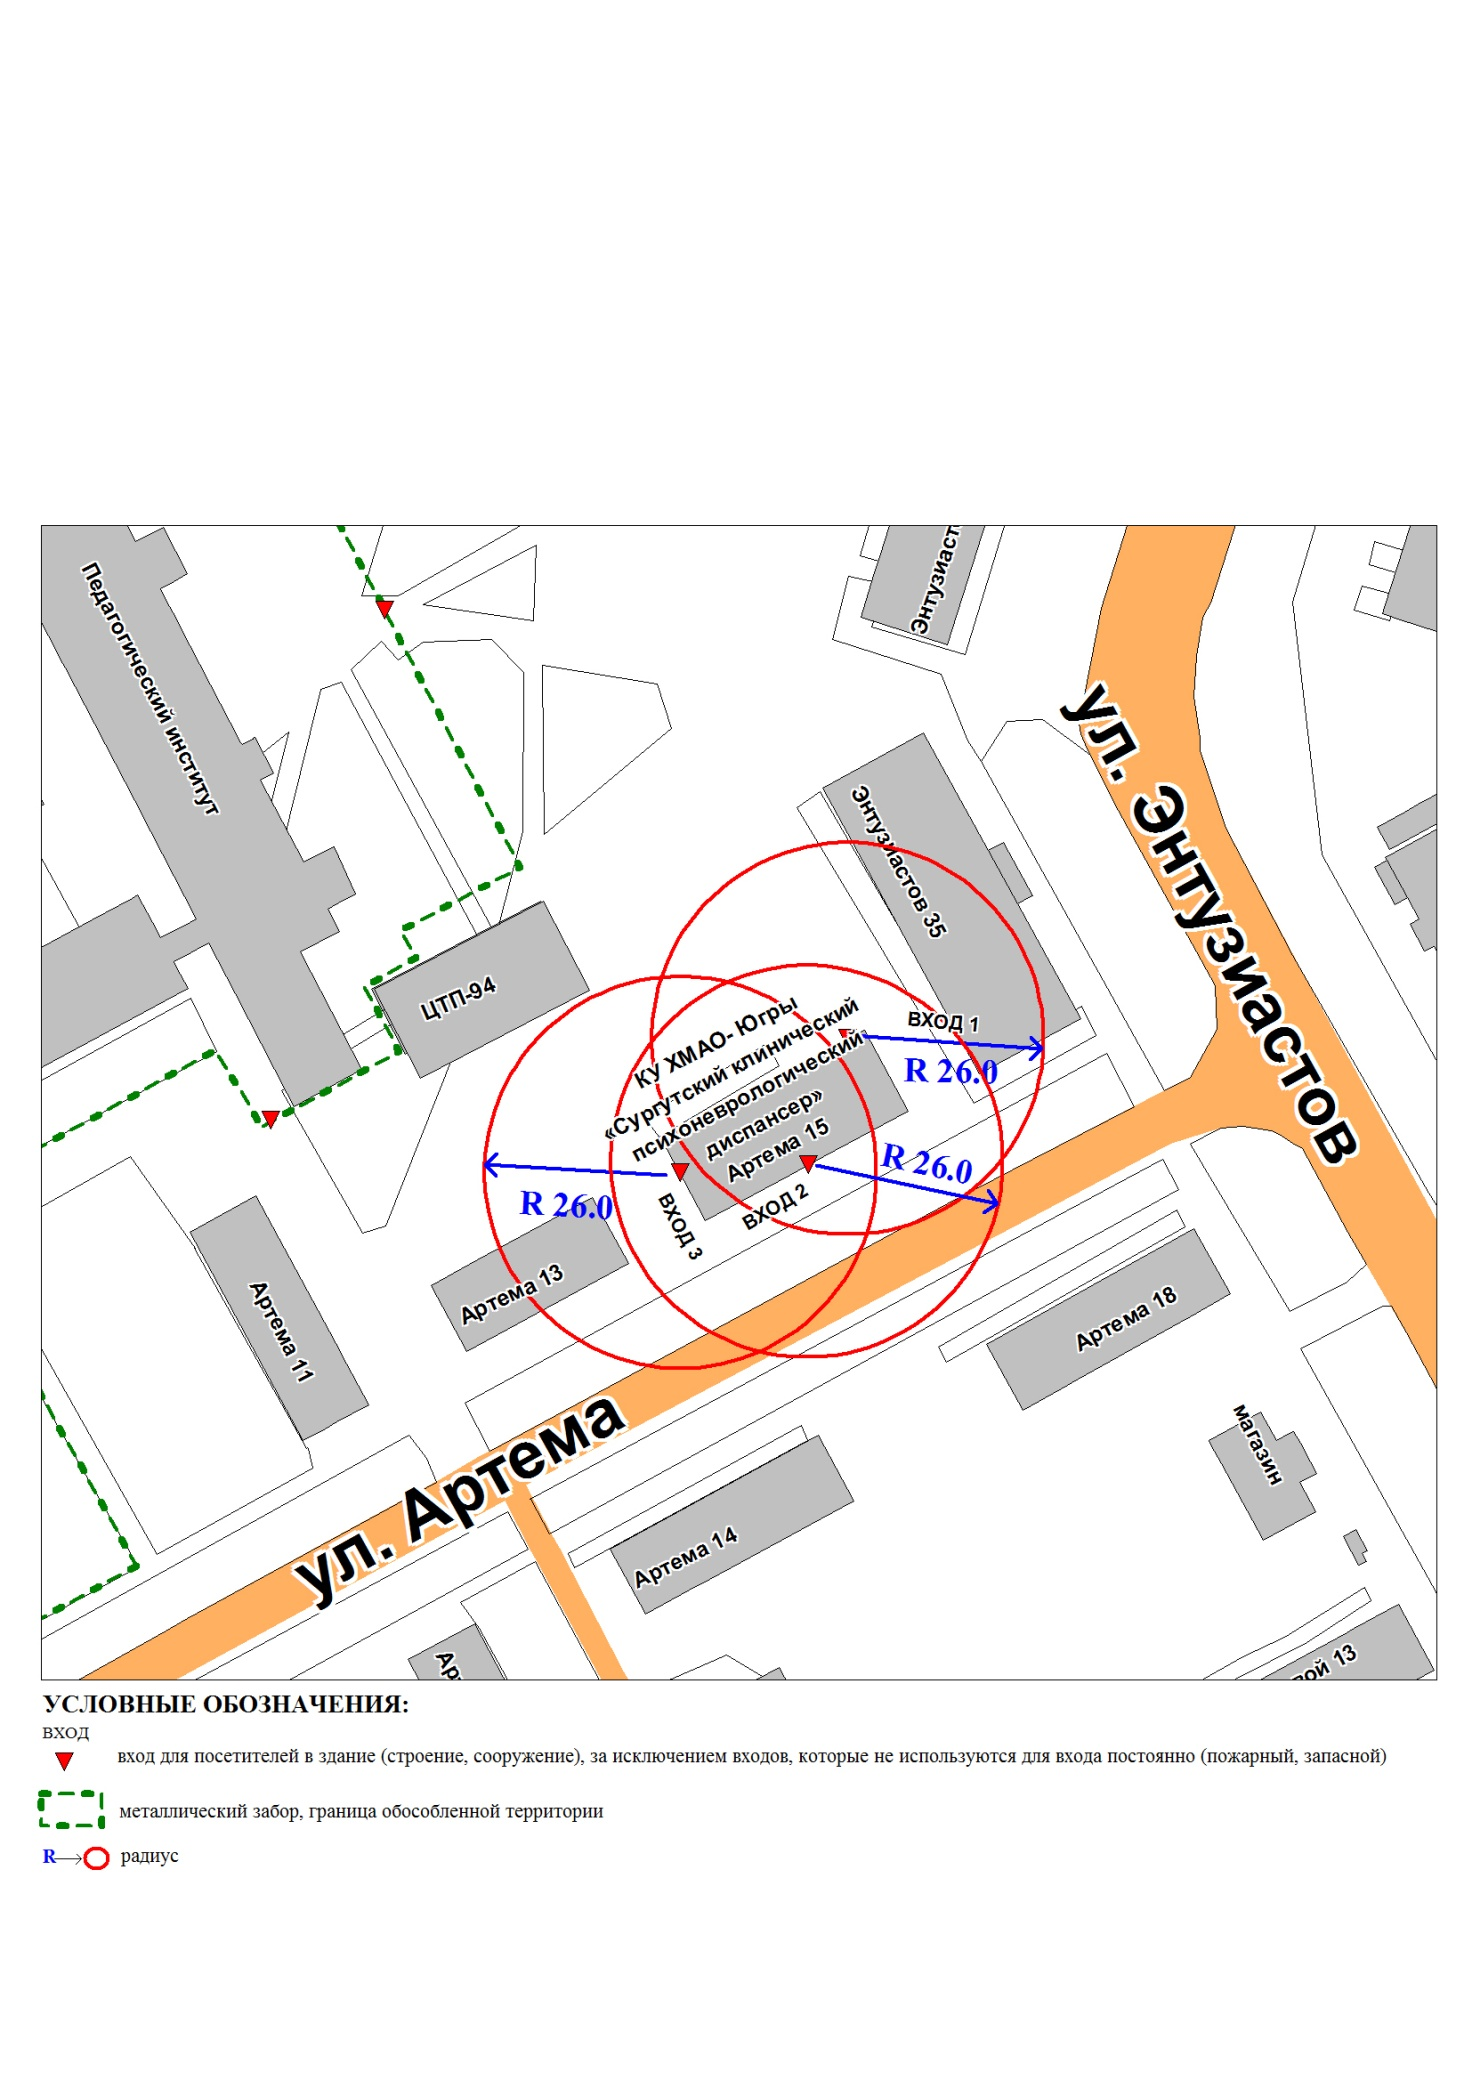 Педагогический институт
Энтузиаст
ул. Энтузиастов
Энтузиастов 35
ЦТП-94
КУ ХМАО- Югры
«Сургутский клинический
психоневрологический
диспансер»
Артема 15
ВХОД 1
R 26.0
R 26.0
ВХОД 2
R 26.0
ВХОД 3
Артема 13
Артема 11
Артема 18
ул. Артема
магазин
Артема 14
Ар
вой 13
УСЛОВНЫЕ ОБОЗНАЧЕНИЯ:
ВХОД
вход для посетителей в здание (строение, сооружение), за исключением входов, которые не используются для входа постоянно (пожарный, запасной)
металлический забор, граница обособленной территории
R радиус